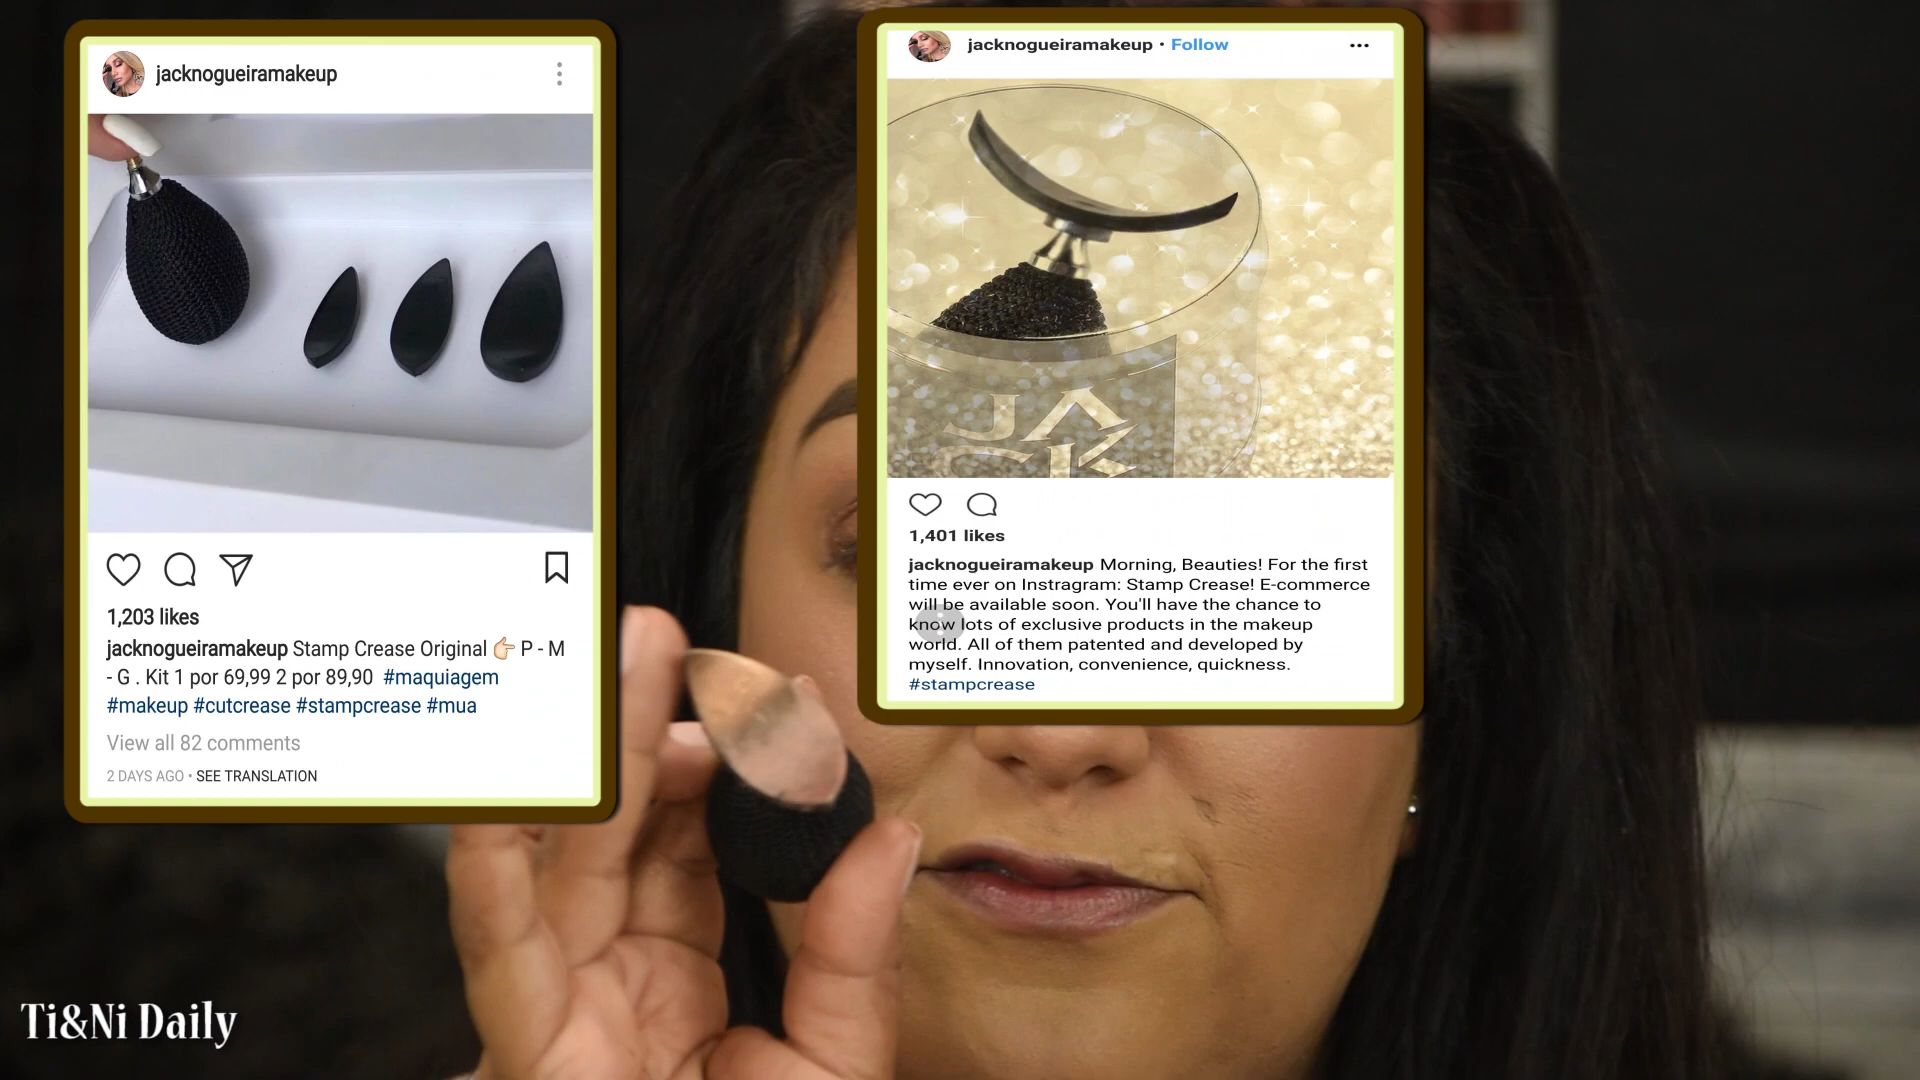 jacknogueiramakeup
1,203 likes
jacknogueiramakeup Stamp Crease Original 👉 P - M
- G . Kit 1 por 69,99 2 por 89,90 #maquiagem
#makeup #cutcrease #stampcrease #mua
View all 82 comments
2 DAYS AGO • SEE TRANSLATION
jacknogueiramakeup • Follow
JACK
1,401 likes
jacknogueiramakeup Morning, Beauties! For the first
time ever on Instragram: Stamp Crease! E-commerce
will be available soon. You'll have the chance to
know lots of exclusive products in the makeup
world. All of them patented and developed by
myself. Innovation, convenience, quickness.
#stampcrease
Ti&Ni Daily